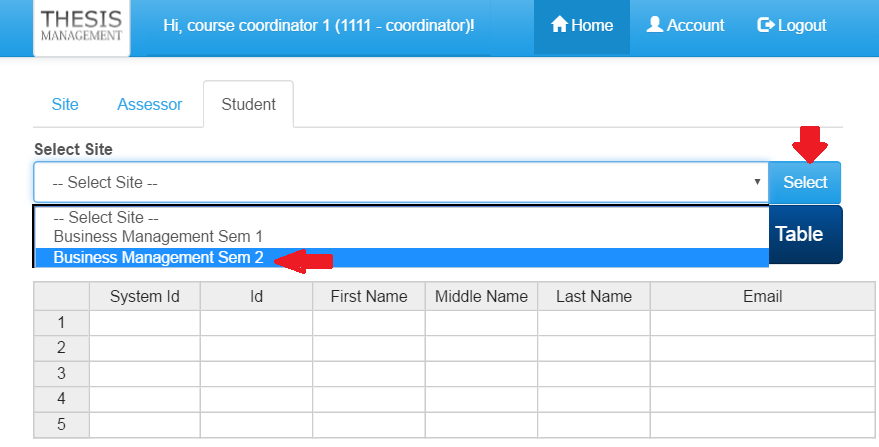 THESIS
MANAGEMENT
Hi, course coordinator 1 (1111 - coordinator)!
Home
Account
Logout
Site
Assessor
Student
Select Site
-- Select Site --
Select
-- Select Site --
Business Management Sem 1
Business Management Sem 2
Table
System Id
Id
First Name
Middle Name
Last Name
Email
1
2
3
4
5